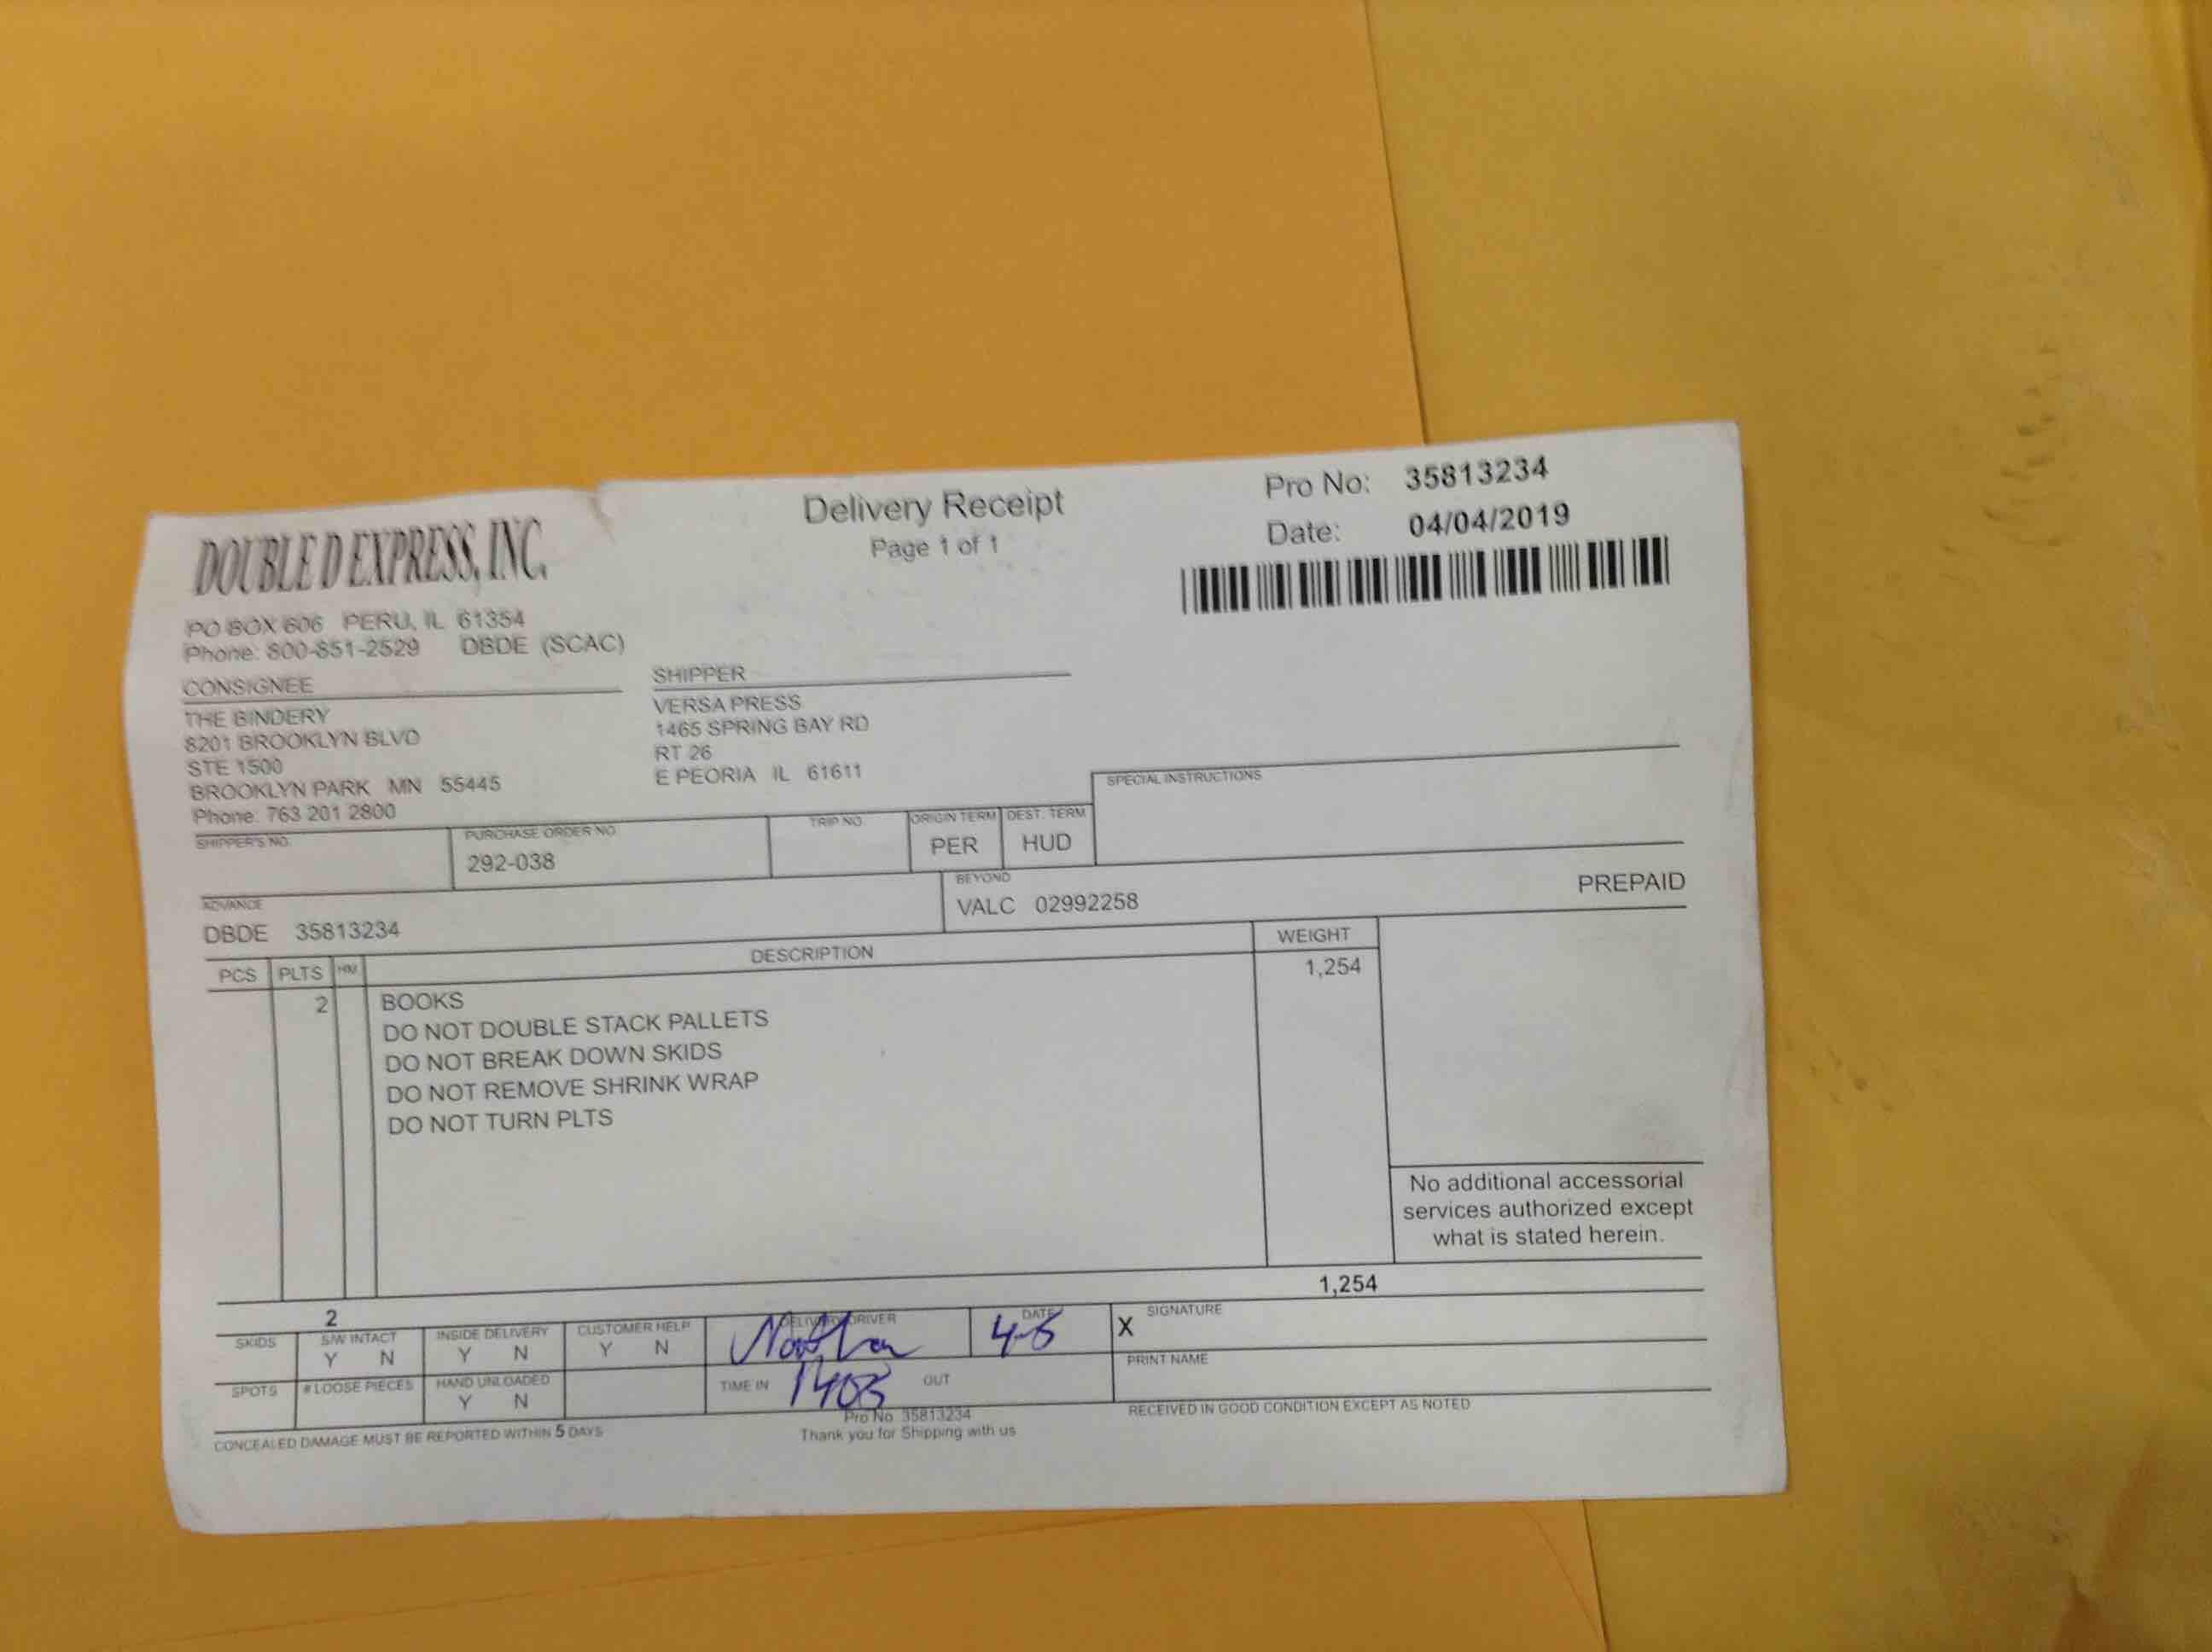 DOUBLE D EXPRESS, INC.
PO BOX 606 PERU, IL 61354
Phone: 800-851-2529 DBDE (SCAC)
Delivery Receipt
Page 1 of 1
Pro No: 35813234
Date: 04/04/2019
CONSIGNEE
THE BINDERY
8201 BROOKLYN BLVD
STE 1500
BROOKLYN PARK MN 55445
Phone: 763 201 2800
SHIPPER
VERSA PRESS
1465 SPRING BAY RD
RT 26
E PEORIA IL 61611
SPECIAL INSTRUCTIONS
SHIPPER'S NO.
PURCHASE ORDER NO.
292-038
TRIP NO.
ORIGIN TERM
PER
DEST. TERM
HUD
ADVANCE
DBDE 35813234
BEYOND
VALC 02992258
PREPAID
PCS PLTS HM DESCRIPTION WEIGHT
2 BOOKS 1,254
DO NOT DOUBLE STACK PALLETS
DO NOT BREAK DOWN SKIDS
DO NOT REMOVE SHRINK WRAP
DO NOT TURN PLTS
No additional accessorial
services authorized except
what is stated herein.
2 1,254
SKIDS
S/W INTACT
Y N
INSIDE DELIVERY
Y N
CUSTOMER HELP
Y N
DRIVER
DATE
X SIGNATURE
PRINT NAME
SPOTS
# LOOSE PIECES
HAND UNLOADED
Y N
TIME IN 1403 OUT
RECEIVED IN GOOD CONDITION EXCEPT AS NOTED
CONCEALED DAMAGE MUST BE REPORTED WITHIN 5 DAYS
Pro No 35813234
Thank you for Shipping with us